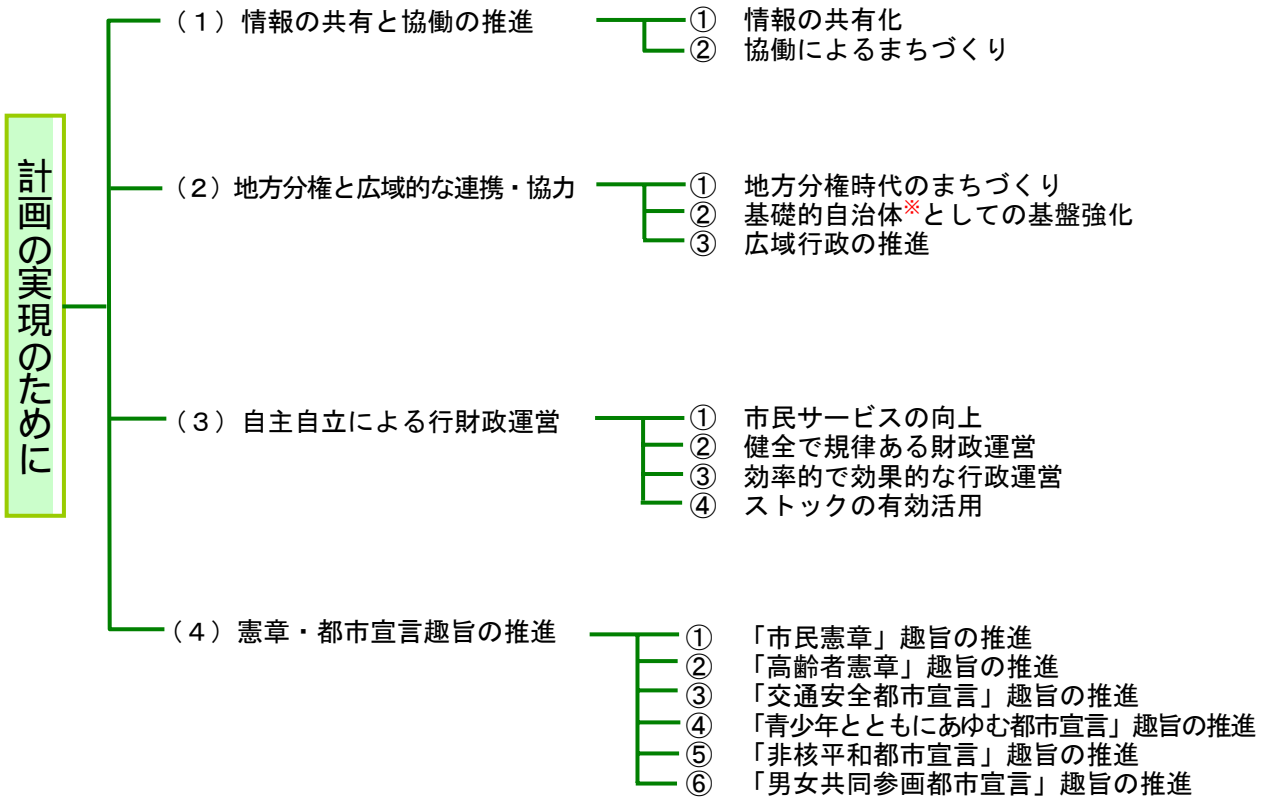 計画の実現のために
（１）情報の共有と協働の推進
①　情報の共有化
②　協働によるまちづくり
（２）地方分権と広域的な連携・協力
①　地方分権時代のまちづくり
②　基礎的自治体※としての基盤強化
③　広域行政の推進
（３）自主自立による行財政運営
①　市民サービスの向上
②　健全で規律ある財政運営
③　効率的で効果的な行政運営
④　ストックの有効活用
（４）憲章・都市宣言趣旨の推進
①　「市民憲章」趣旨の推進
②　「高齢者憲章」趣旨の推進
③　「交通安全都市宣言」趣旨の推進
④　「青少年とともにあゆむ都市宣言」趣旨の推進
⑤　「非核平和都市宣言」趣旨の推進
⑥　「男女共同参画都市宣言」趣旨の推進